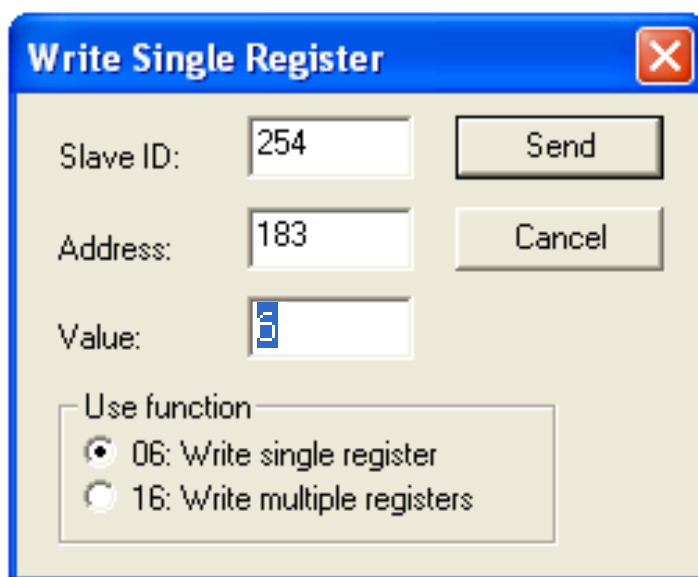 Write Single Register
Slave ID: 254 Send
Address: 183 Cancel
Value: 6
Use function
06: Write single register
16: Write multiple registers